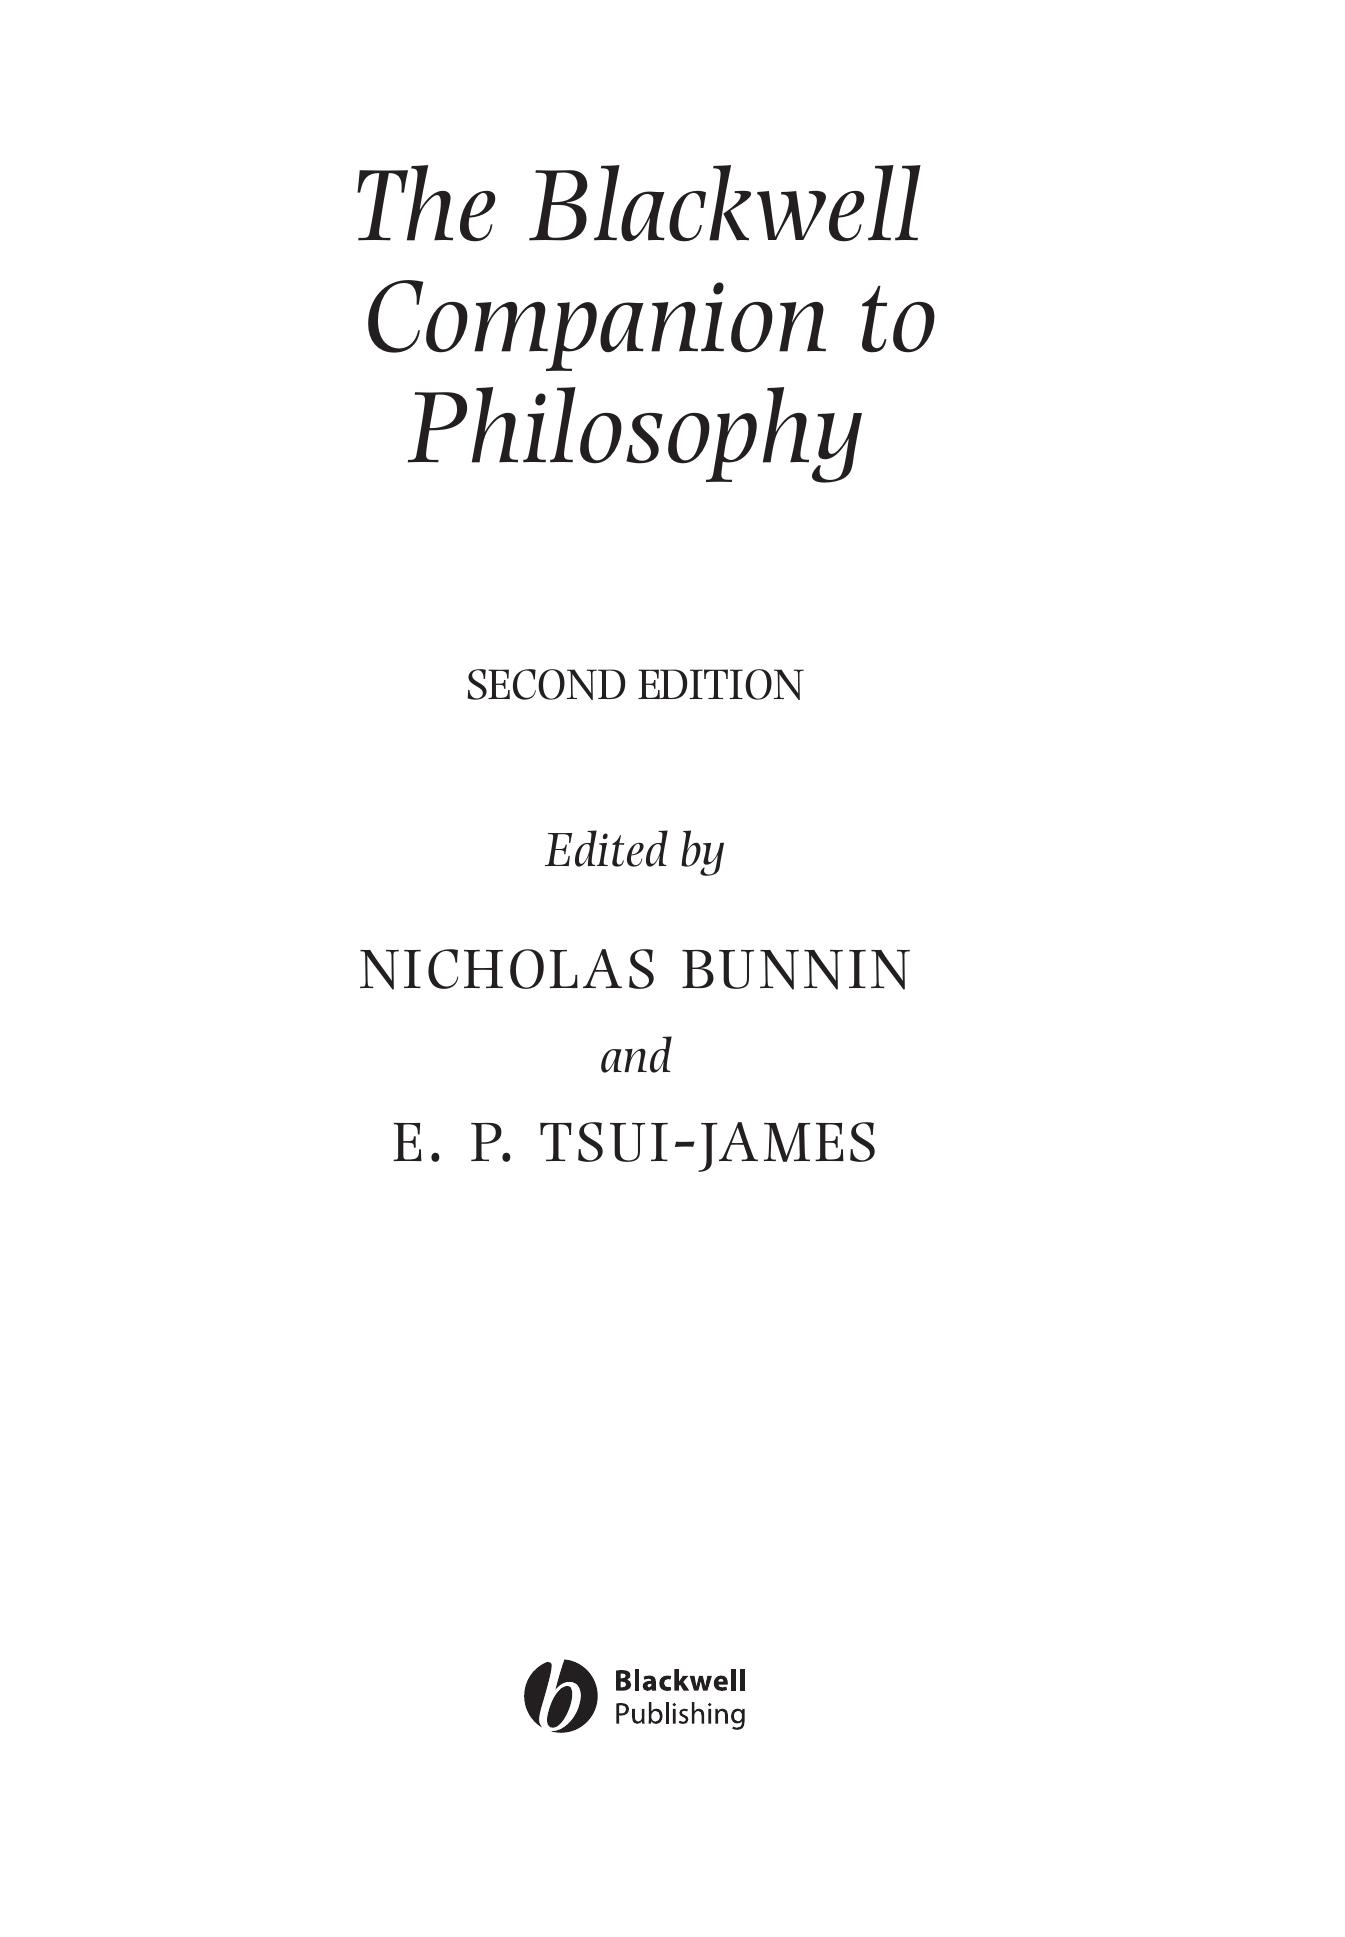 The Blackwell
Companion to
Philosophy
SECOND EDITION
Edited by
NICHOLAS BUNNIN
and
E. P. TSUI-JAMES
Blackwell
Publishing